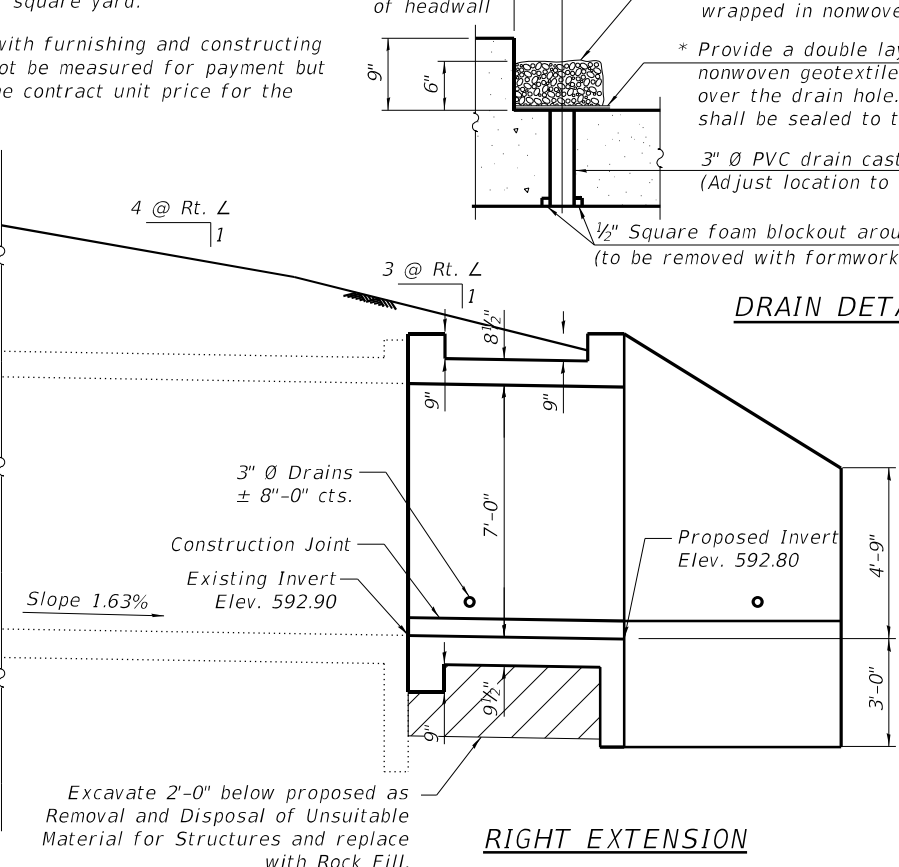 square yard.
with furnishing and constructing
not be measured for payment but
the contract unit price for the
of headwall
9"
6"
wrapped in nonwove
* Provide a double lay
nonwoven geotextile
over the drain hole.
shall be sealed to t
3" Ø PVC drain cast
(Adjust location to
½" Square foam blockout arou
(to be removed with formwork
DRAIN DETA
4 @ Rt. ∠
1
3 @ Rt. ∠
1
8½"
9"
9"
3" Ø Drains
± 8"-0" cts.
7'-0"
Construction Joint
Existing Invert
Elev. 592.90
Proposed Invert
Elev. 592.80
4'-9"
Slope 1.63%
3'-0"
9½"
9"
Excavate 2'-0" below proposed as
Removal and Disposal of Unsuitable
Material for Structures and replace
with Rock Fill.
RIGHT EXTENSION